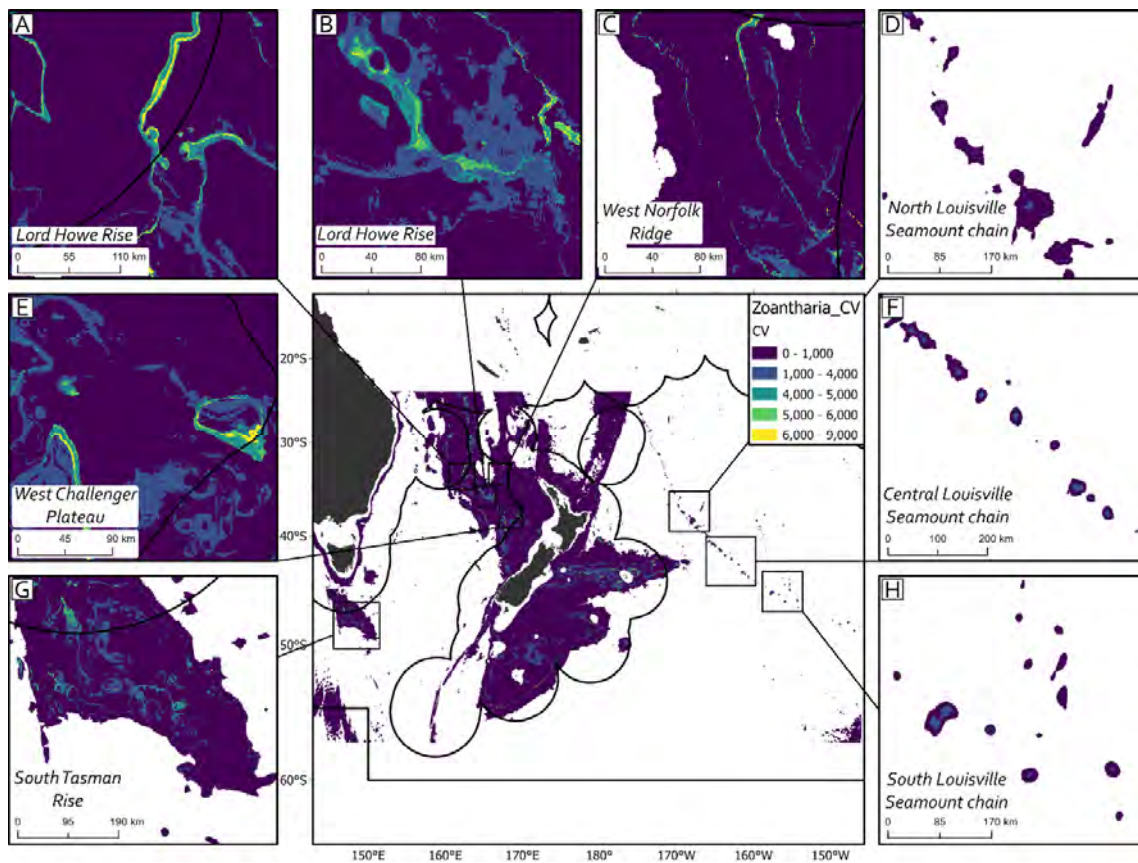 A
Lord Howe Rise
0 55 110 km
B
Lord Howe Rise
0 40 80 km
C
West Norfolk
Ridge
0 40 80 km
D
North Louisville
Seamount chain
0 85 170 km
E
West Challenger
Plateau
0 45 90 km
Zoantharia_CV
CV
0 - 1,000
1,000 - 4,000
4,000 - 5,000
5,000 - 6,000
6,000 - 9,000
20°S
30°S
40°S
50°S
60°S
150°E 160°E 170°E 180° 170°W 160°W 150°W
F
Central Louisville
Seamount chain
0 100 200 km
G
South Tasman
Rise
0 95 190 km
H
South Louisville
Seamount chain
0 85 170 km